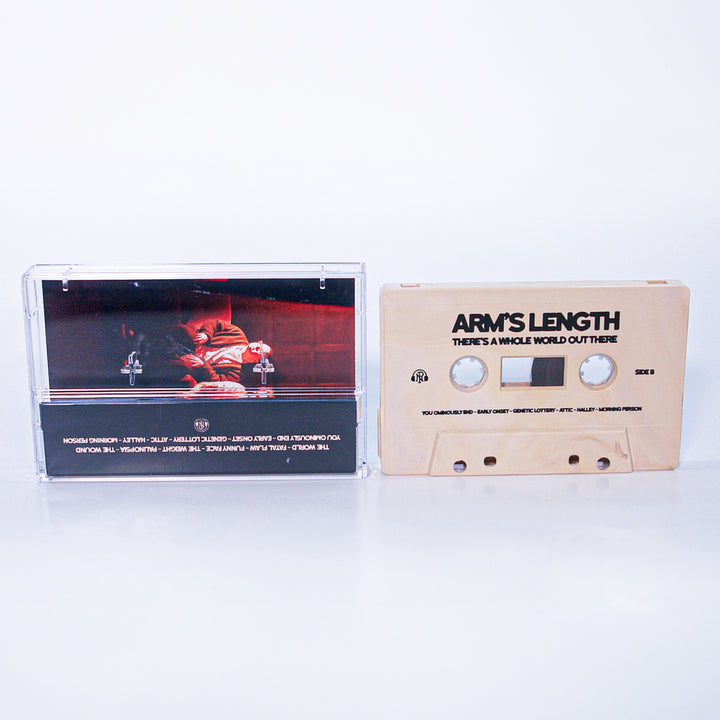 THE WORLD - FATAL FLAW - FUNNY FACE - THE WEIGHT - PALINOPSIA - THE WOUND
YOU OMINOUSLY END - EARLY ONSET - GENETIC LOTTERY - ATTIC - HALLEY - MORNING PERSON
ARM'S LENGTH
THERE'S A WHOLE WORLD OUT THERE
SIDE B
YOU OMINOUSLY END - EARLY ONSET - GENETIC LOTTERY - ATTIC - HALLEY - MORNING PERSON